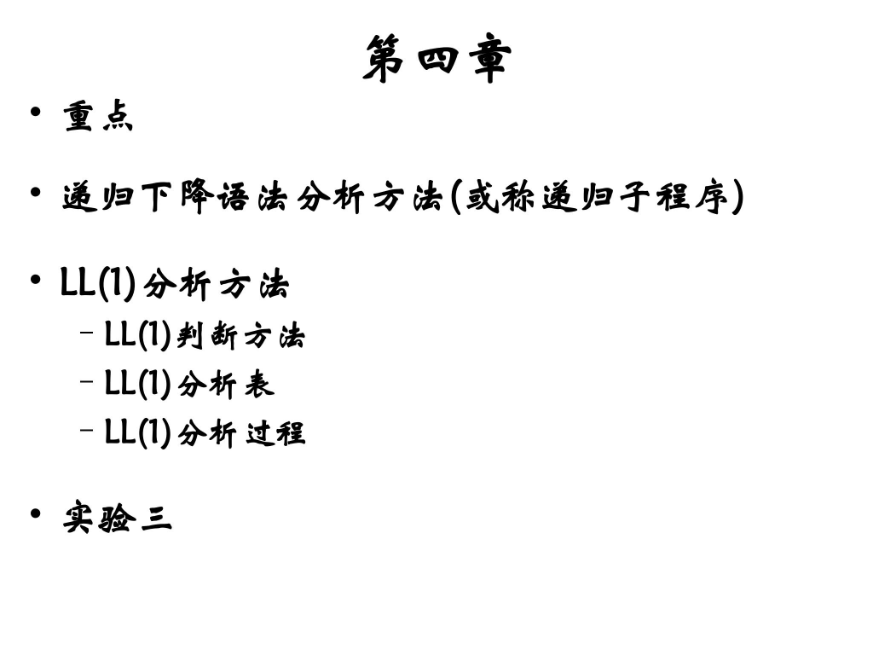 第四章
• 重点
• 递归下降语法分析方法(或称递归子程序)
• LL(1)分析方法
– LL(1)判断方法
– LL(1)分析表
– LL(1)分析过程
• 实验三